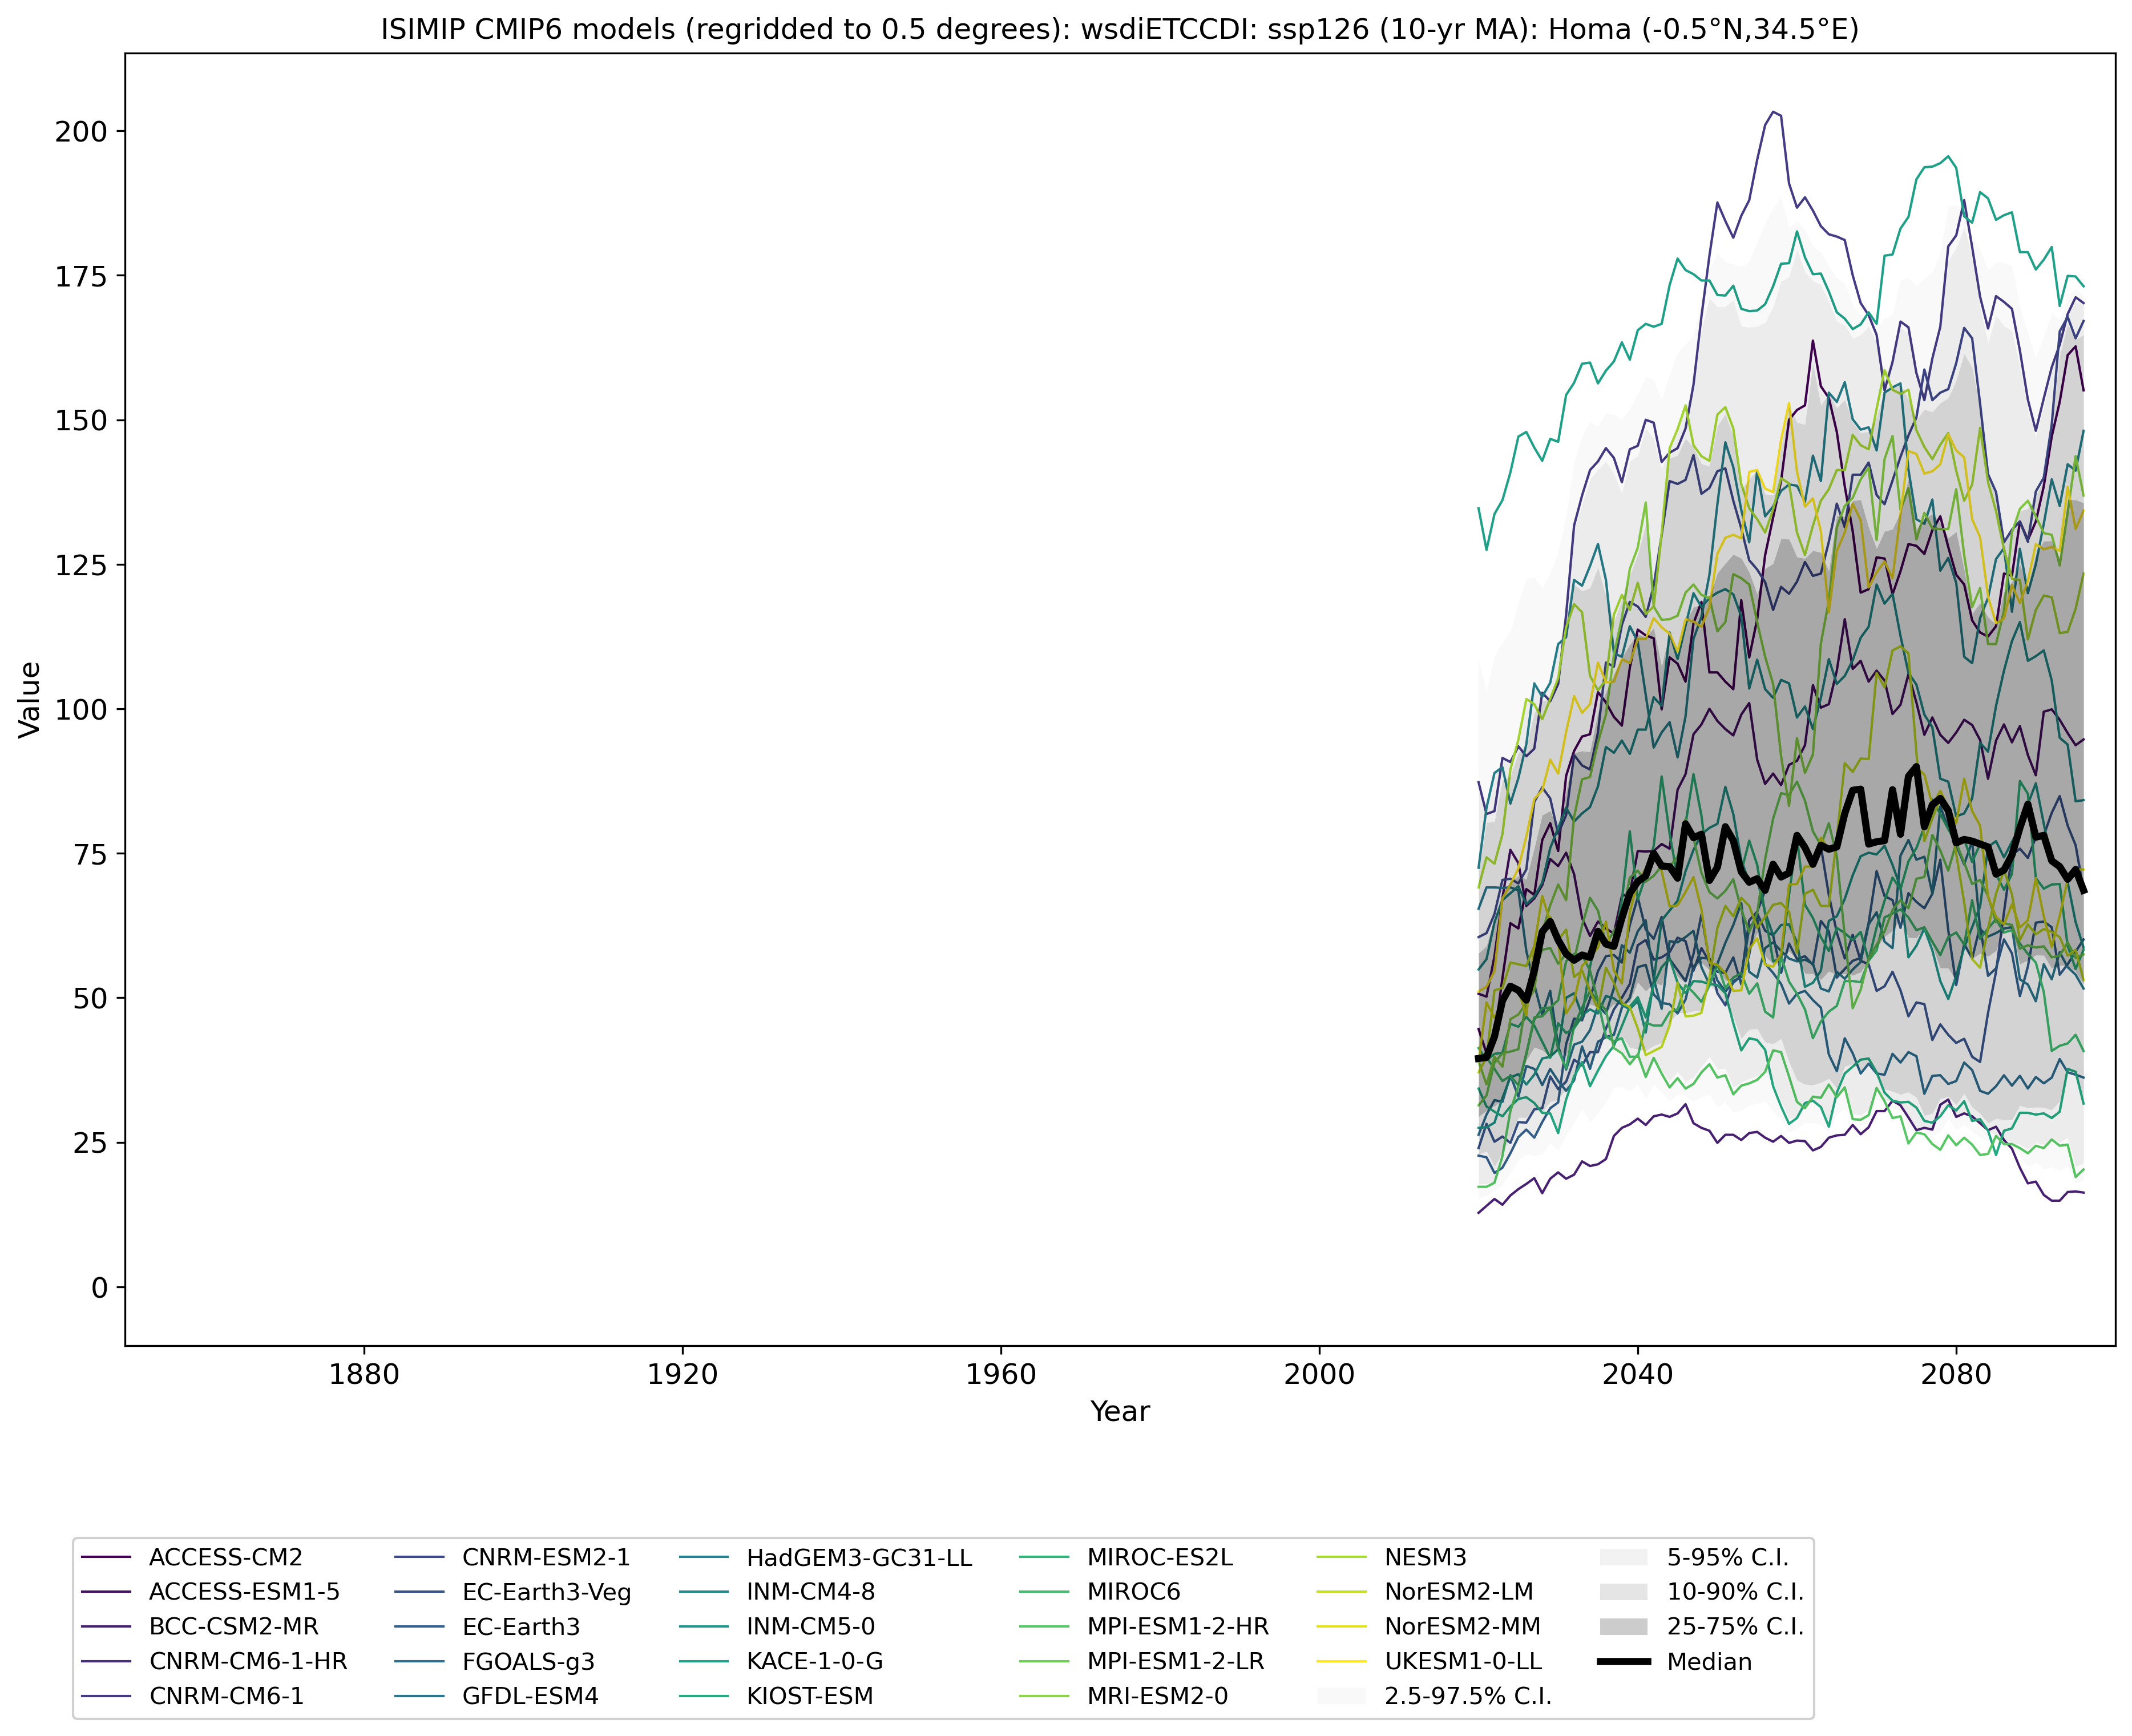 ISIMIP CMIP6 models (regridded to 0.5 degrees): wsdiETCCDI: ssp126 (10-yr MA): Homa (-0.5°N,34.5°E)
200
175
150
125
100
75
50
25
0
Value
1880 1920 1960 2000 2040 2080
Year
ACCESS-CM2 CNRM-ESM2-1 HadGEM3-GC31-LL MIROC-ES2L NESM3 5-95% C.I.
ACCESS-ESM1-5 EC-Earth3-Veg INM-CM4-8 MIROC6 NorESM2-LM 10-90% C.I.
BCC-CSM2-MR EC-Earth3 INM-CM5-0 MPI-ESM1-2-HR NorESM2-MM 25-75% C.I.
CNRM-CM6-1-HR FGOALS-g3 KACE-1-0-G MPI-ESM1-2-LR UKESM1-0-LL Median
CNRM-CM6-1 GFDL-ESM4 KIOST-ESM MRI-ESM2-0 2.5-97.5% C.I.